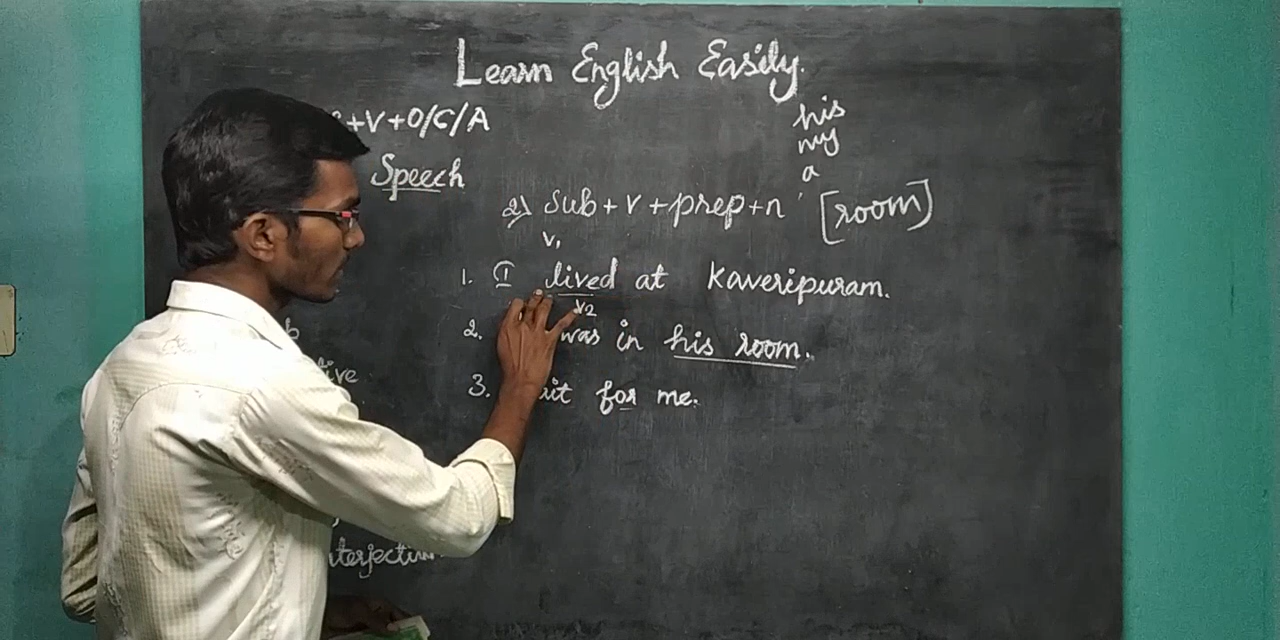 Learn English Easily.
+V+O/C/A
his
my
a
Speech
2) Sub+v+prep+n [room]
V1
1. I lived at Kaveripuram.
V2
2. was in his room.
3. for me.